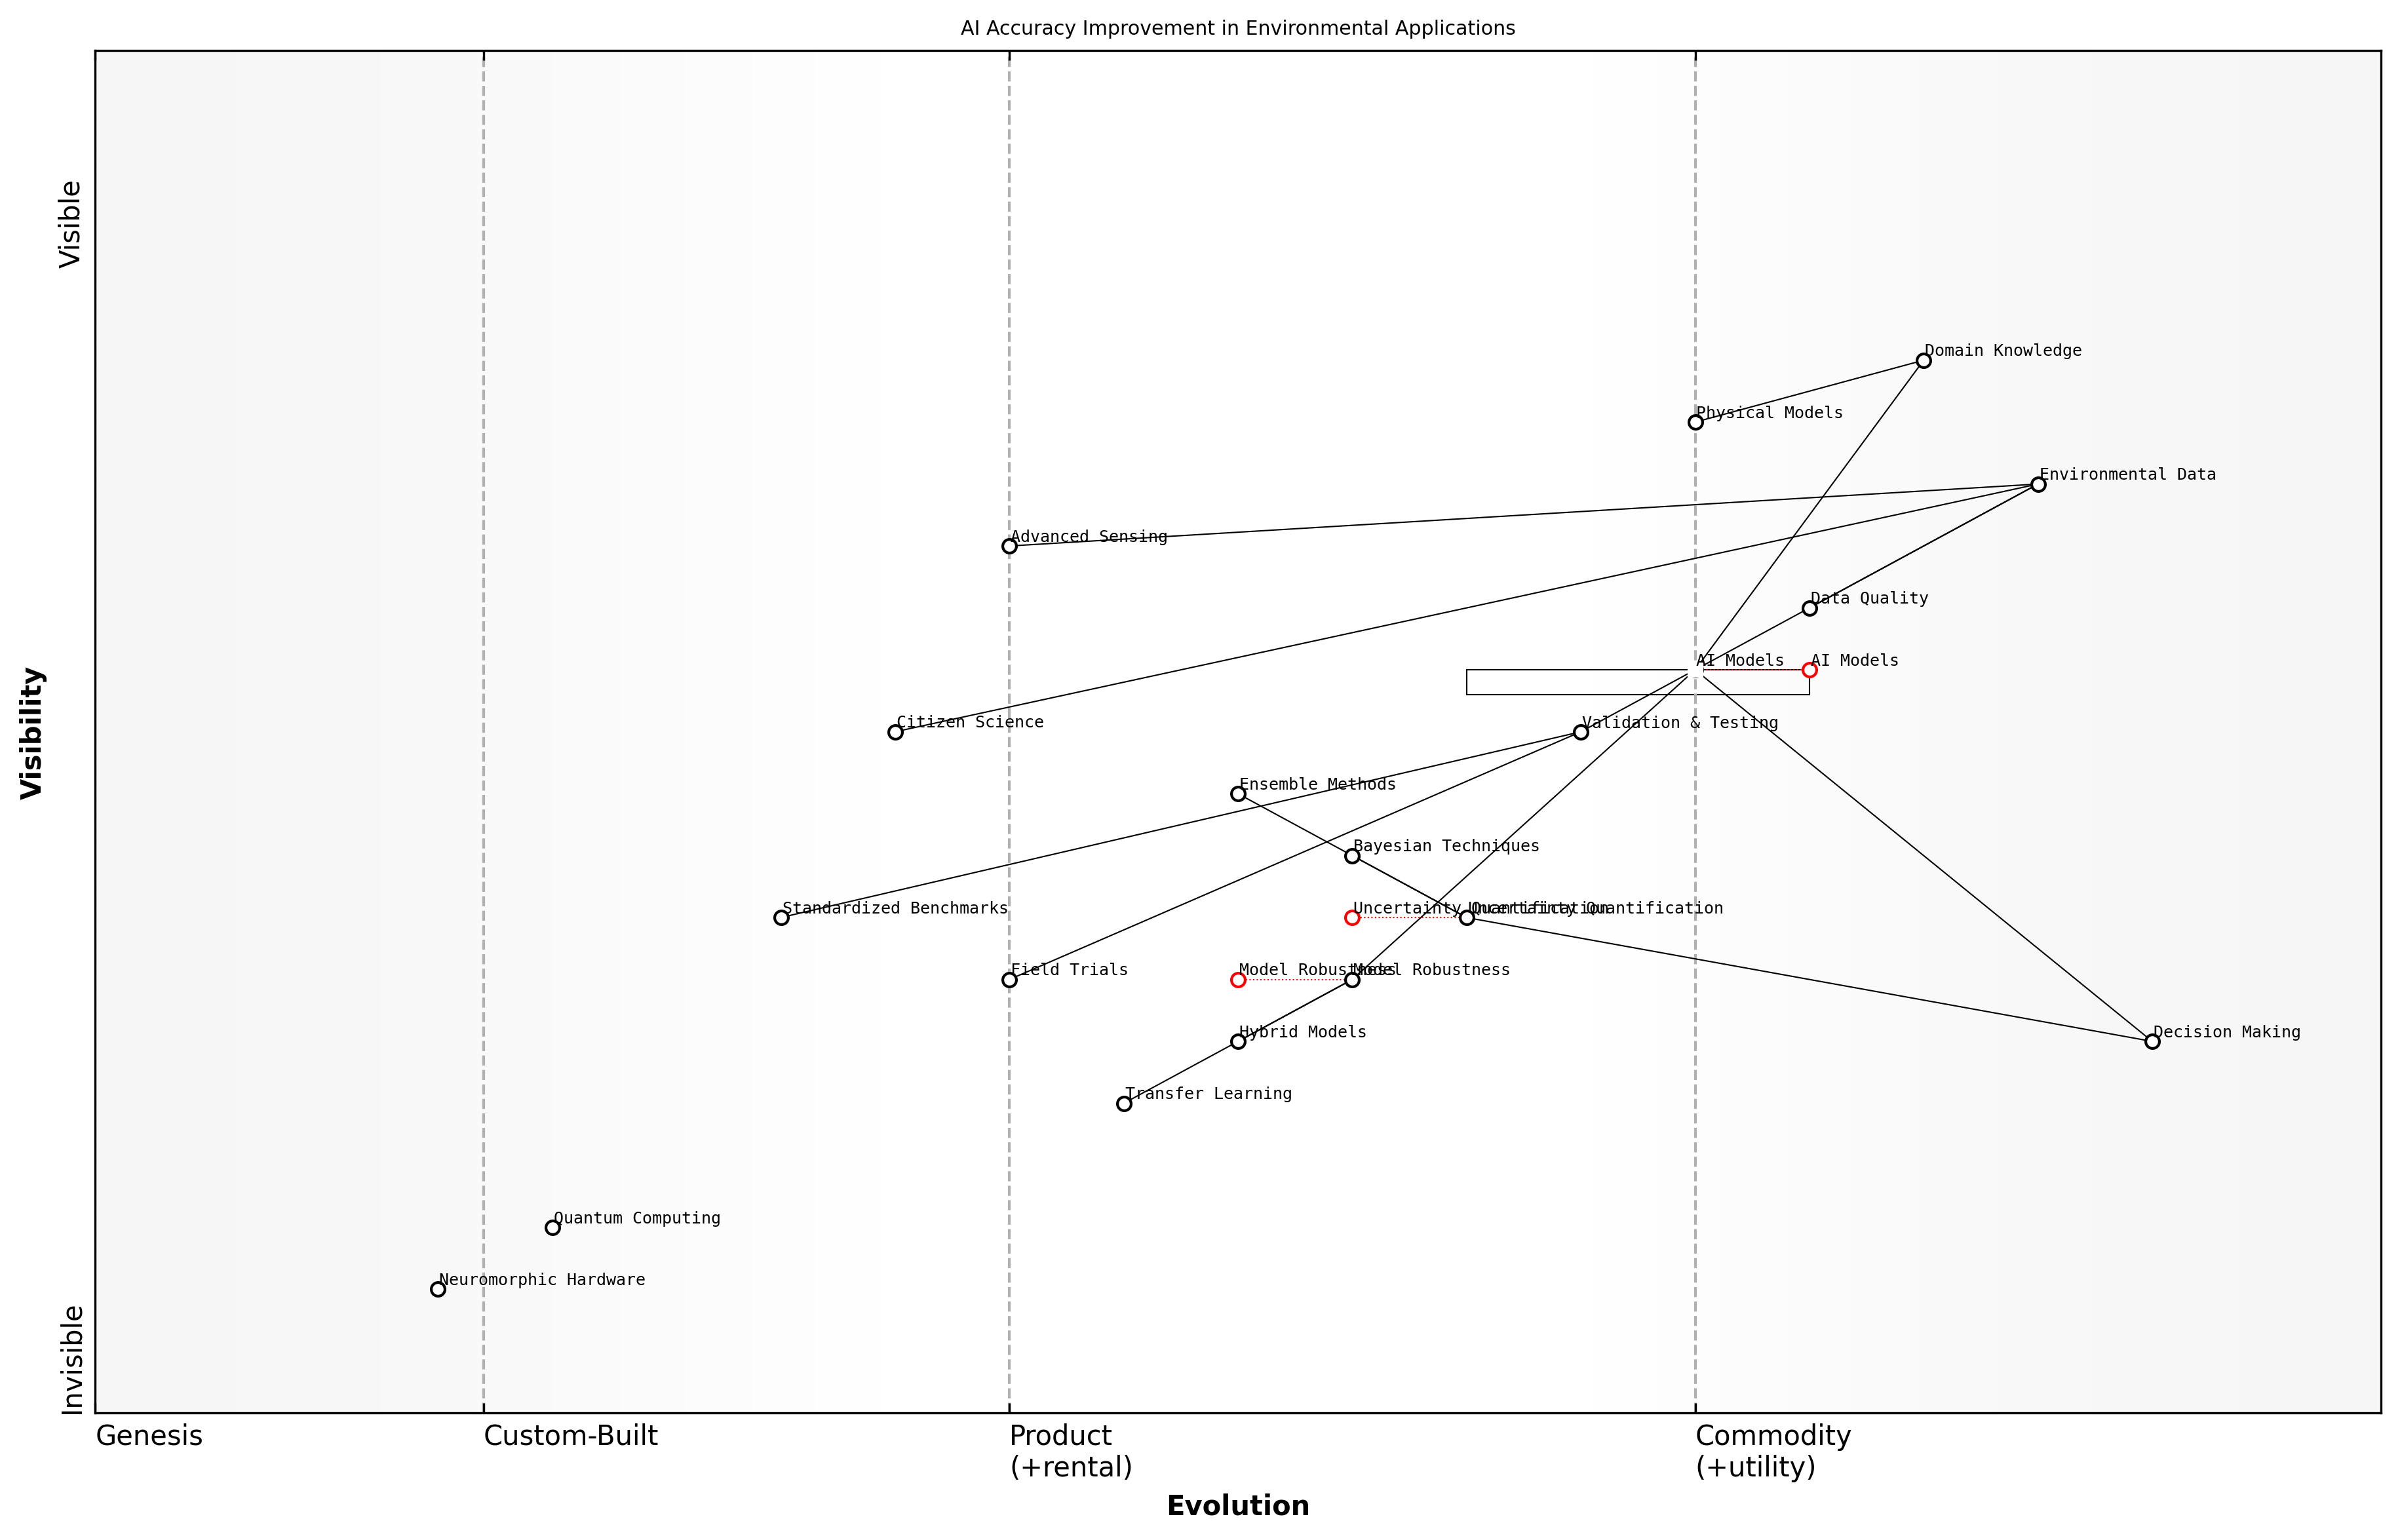 AI Accuracy Improvement in Environmental Applications
Visible
Domain Knowledge
Physical Models
Environmental Data
Advanced Sensing
Data Quality
AI Models
AI Models
Visibility
Citizen Science
Validation & Testing
Ensemble Methods
Bayesian Techniques
Standardized Benchmarks
Uncertainty Quantification
Uncertainty Quantification
Field Trials
Model Robustness
Model Robustness
Hybrid Models
Decision Making
Transfer Learning
Quantum Computing
Neuromorphic Hardware
Invisible
Genesis
Custom-Built
Product
(+rental)
Commodity
(+utility)
Evolution